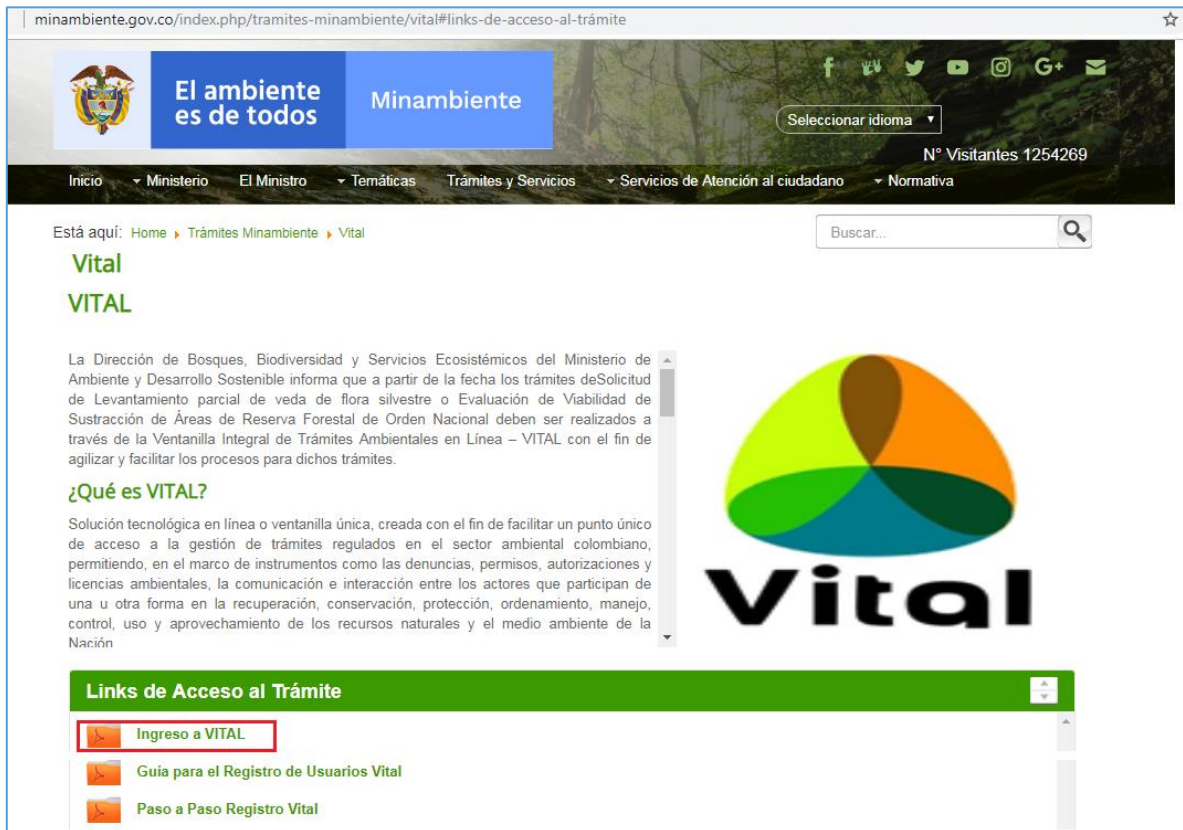 minambiente.gov.co/index.php/tramites-minambiente/vital#links-de-acceso-al-trámite
El ambiente
es de todos
Minambiente
Seleccionar idioma
N° Visitantes 1254269
Inicio Ministerio El Ministro Temáticas Trámites y Servicios Servicios de Atención al ciudadano Normativa
Está aquí: Home Trámites Minambiente Vital
Buscar...
Vital
VITAL
La Dirección de Bosques, Biodiversidad y Servicios Ecosistémicos del Ministerio de
Ambiente y Desarrollo Sostenible informa que a partir de la fecha los trámites deSolicitud
de Levantamiento parcial de veda de flora silvestre o Evaluación de Viabilidad de
Sustracción de Áreas de Reserva Forestal de Orden Nacional deben ser realizados a
través de la Ventanilla Integral de Trámites Ambientales en Línea – VITAL con el fin de
agilizar y facilitar los procesos para dichos trámites.
¿Qué es VITAL?
Solución tecnológica en línea o ventanilla única, creada con el fin de facilitar un punto único
de acceso a la gestión de trámites regulados en el sector ambiental colombiano,
permitiendo, en el marco de instrumentos como las denuncias, permisos, autorizaciones y
licencias ambientales, la comunicación e interacción entre los actores que participan de
una u otra forma en la recuperación, conservación, protección, ordenamiento, manejo,
control, uso y aprovechamiento de los recursos naturales y el medio ambiente de la
Nación
Vital
Links de Acceso al Trámite
Ingreso a VITAL
Guía para el Registro de Usuarios Vital
Paso a Paso Registro Vital